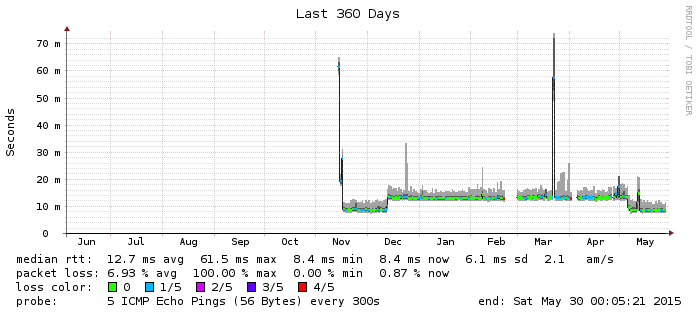 Last 360 Days
RRDTOOL / TOBI OETIKER
Seconds
70 m
60 m
50 m
40 m
30 m
20 m
10 m
0
Jun Jul Aug Sep Oct Nov Dec Jan Feb Mar Apr May
median rtt: 12.7 ms avg 61.5 ms max 8.4 ms min 8.4 ms now 6.1 ms sd 2.1 am/s
packet loss: 6.93 % avg 100.00 % max 0.00 % min 0.87 % now
loss color: 0 1/5 2/5 3/5 4/5
probe: 5 ICMP Echo Pings (56 Bytes) every 300s end: Sat May 30 00:05:21 2015